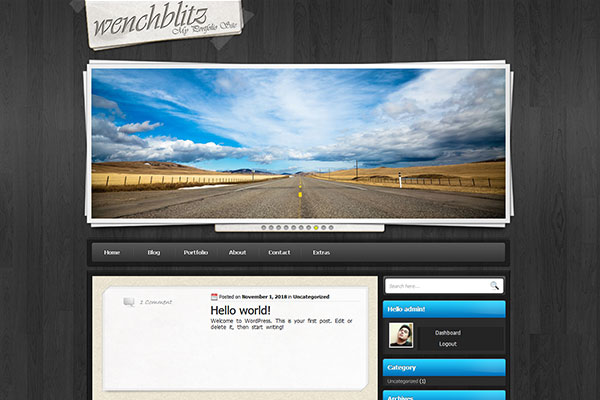 wenchblitz
My Portfolio Site
Home Blog Portfolio About Contact Extras
2 Comment
Posted on November 1, 2018 in Uncategorized
Hello world!
Welcome to WordPress. This is your first post. Edit or
delete it, then start writing!
Search here...
Hello admin!
Dashboard
Logout
Category
Uncategorized (1)
Archives